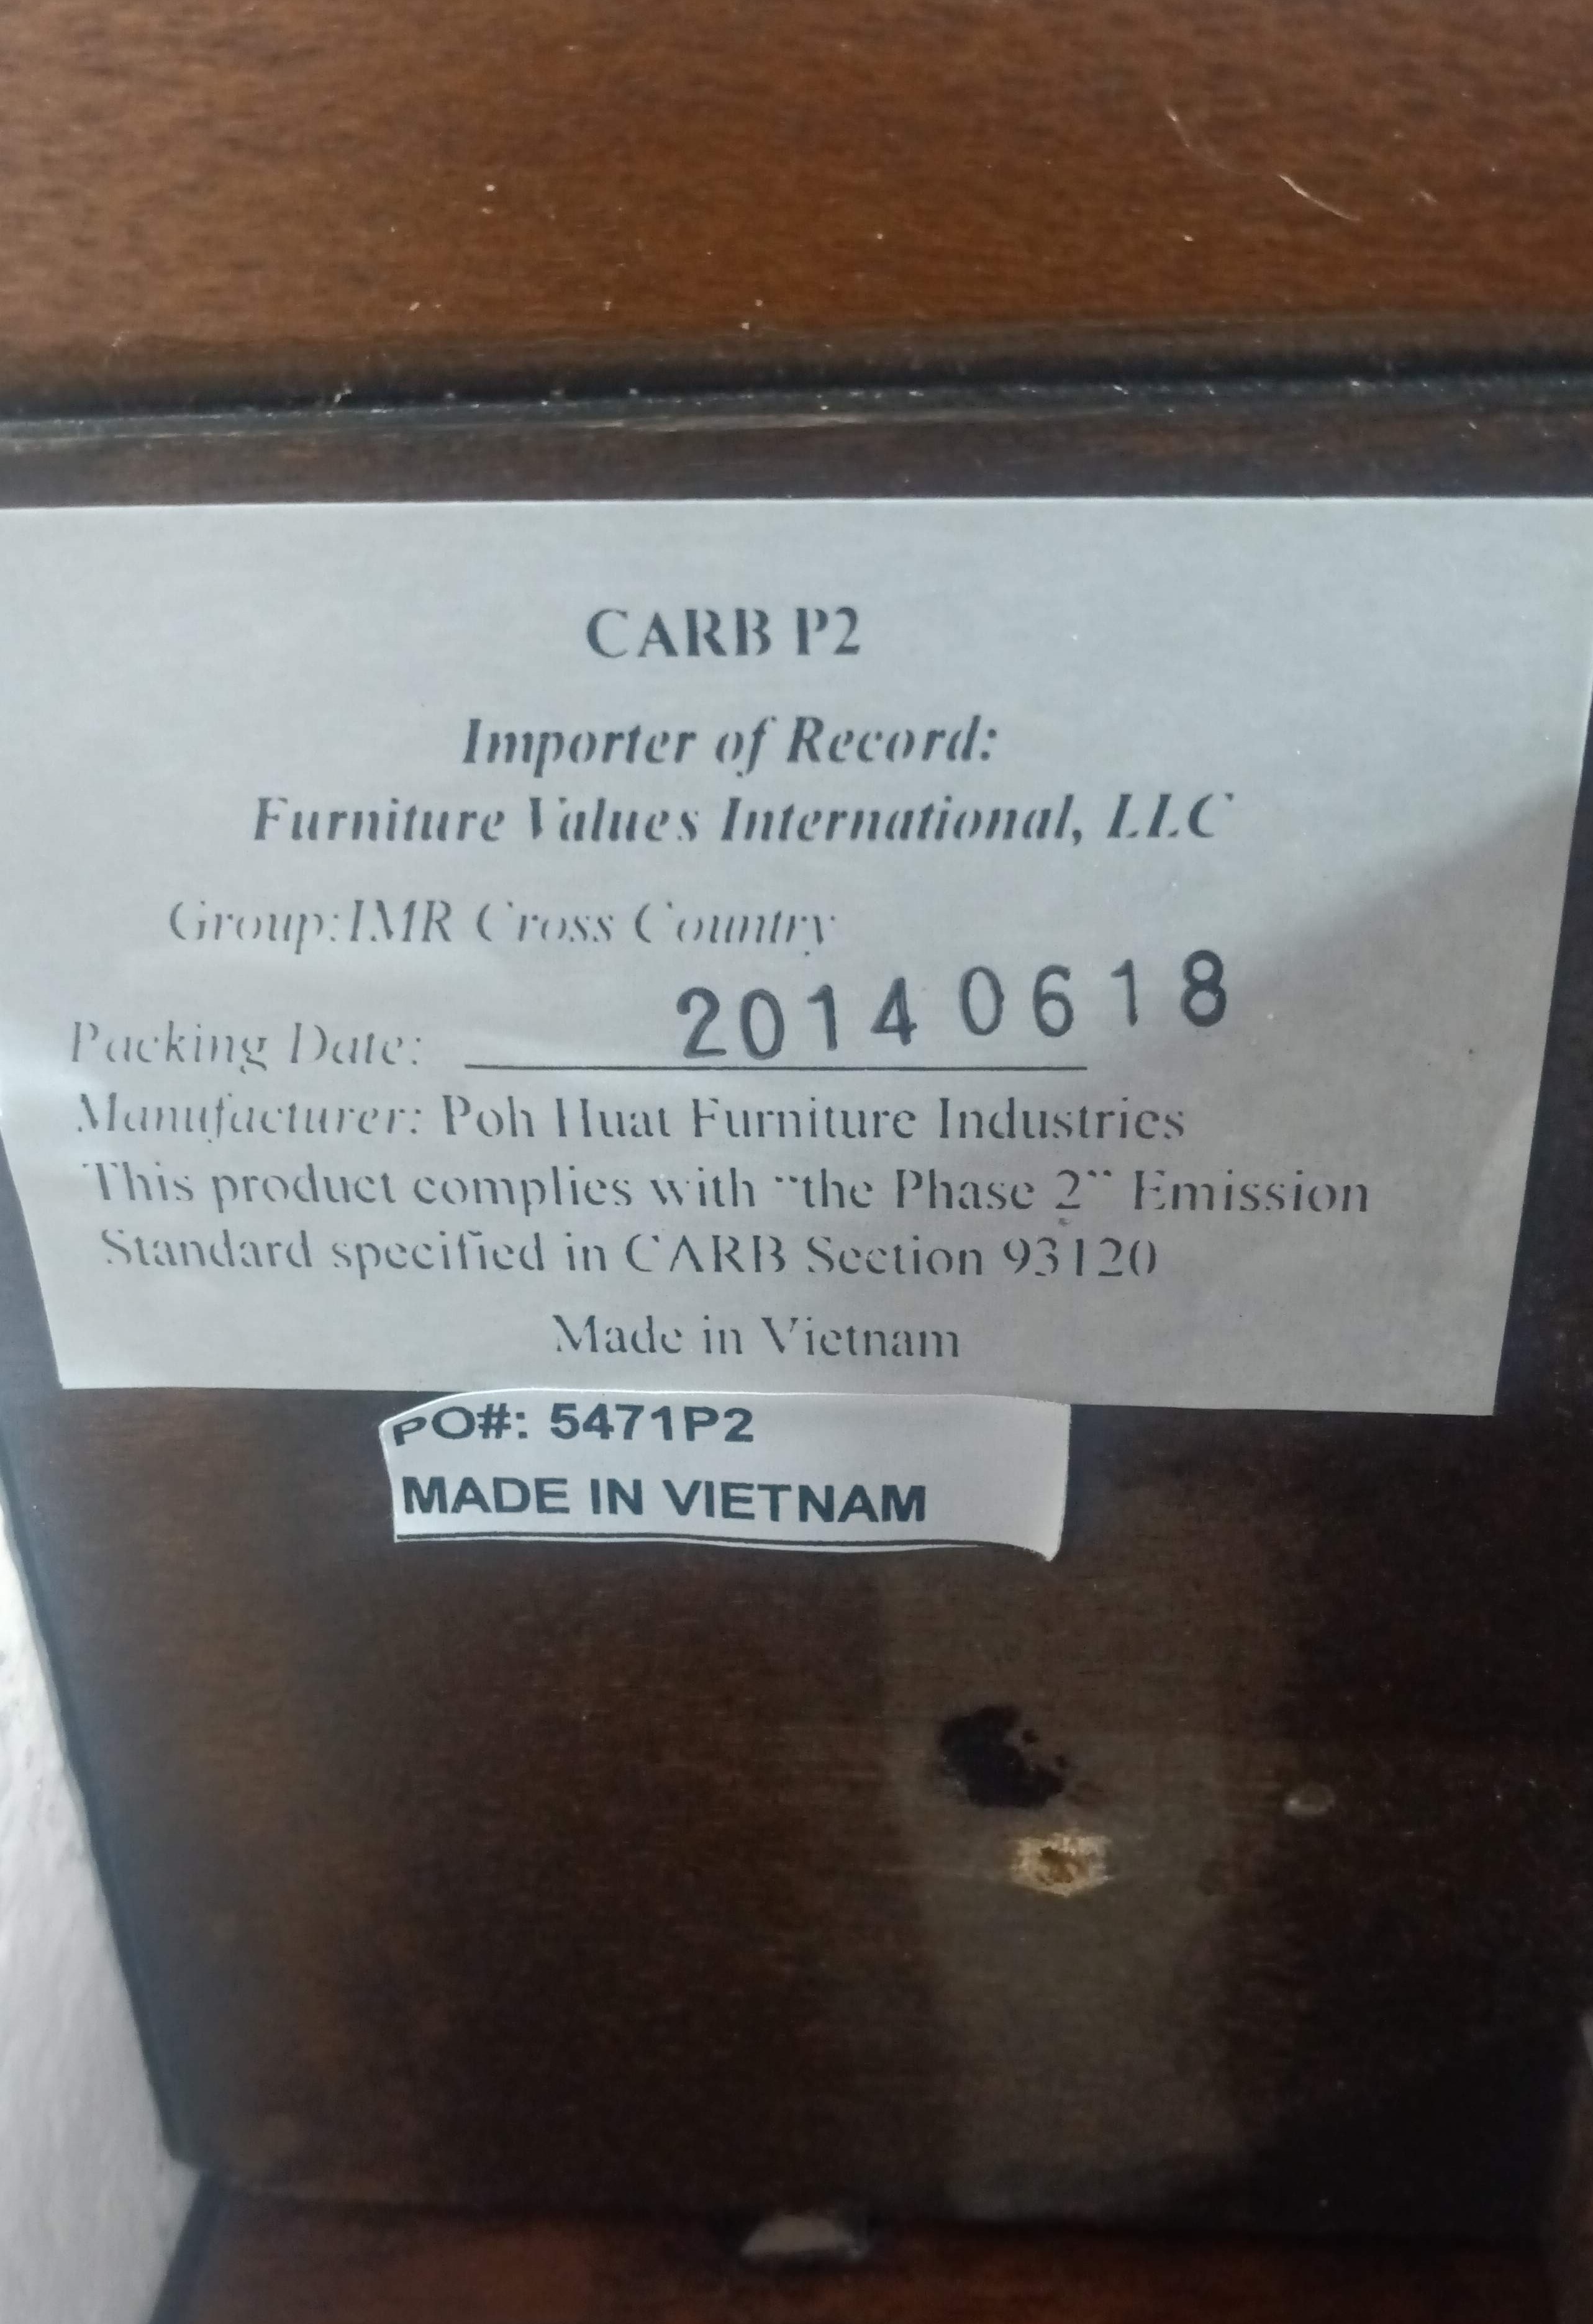 CARB P2
Importer of Record:
Furniture Values International, LLC
Group:IMR Cross Country
Packing Date: 20140618
Manufacturer: Poh Huat Furniture Industries
This product complies with “the Phase 2” Emission
Standard specified in CARB Section 93120
Made in Vietnam
PO#: 5471P2
MADE IN VIETNAM